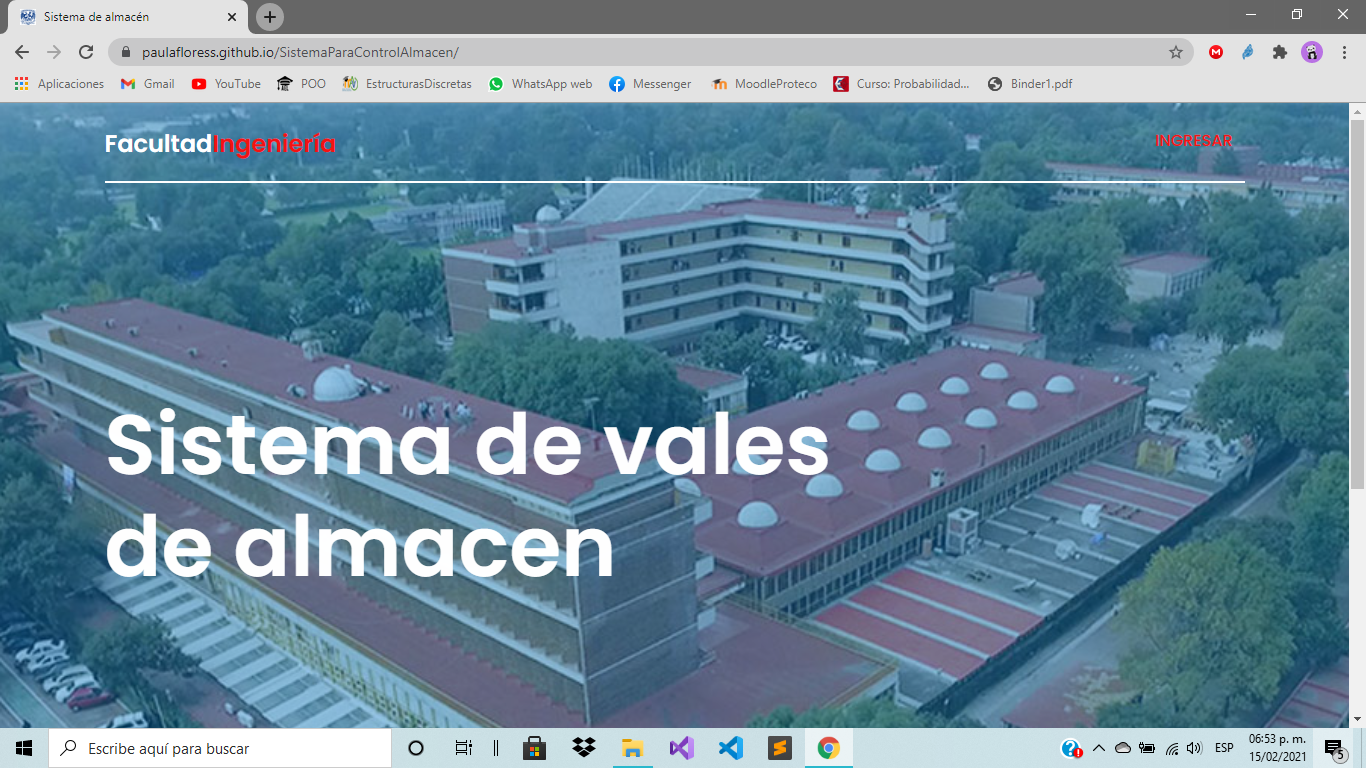 Sistema de almacén
paulafloress.github.io/SistemaParaControlAlmacen/
Aplicaciones Gmail YouTube POO EstructurasDiscretas WhatsApp web Messenger MoodleProteco Curso: Probabilidad... Binder1.pdf
FacultadIngeniería INGRESAR
Sistema de vales
de almacen
Escribe aquí para buscar
ESP
06:53 p. m.
15/02/2021
5